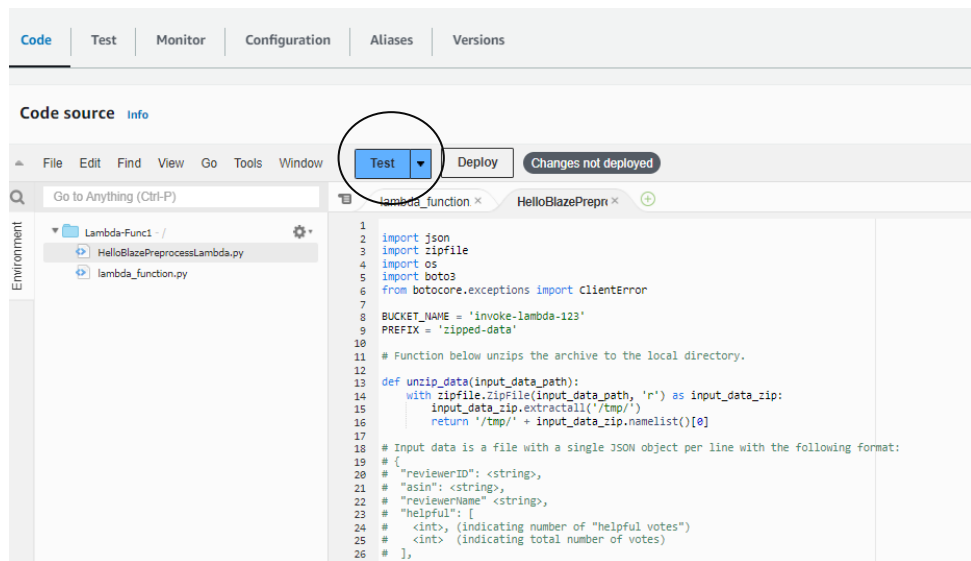 Code Test Monitor Configuration Aliases Versions
Code source Info
File Edit Find View Go Tools Window Test Deploy Changes not deployed
Go to Anything (Ctrl-P) lambda_function × HelloBlazePrepro ×
Environment
Lambda-Func1 - /
HelloBlazePreprocessLambda.py
lambda_function.py
1
2 import json
3 import zipfile
4 import os
5 import boto3
6 from botocore.exceptions import ClientError
7
8 BUCKET_NAME = 'invoke-lambda-123'
9 PREFIX = 'zipped-data'
10
11 # Function below unzips the archive to the local directory.
12
13 def unzip_data(input_data_path):
14 with zipfile.ZipFile(input_data_path, 'r') as input_data_zip:
15 input_data_zip.extractall('/tmp/')
16 return '/tmp/' + input_data_zip.namelist()[0]
17
18 # Input data is a file with a single JSON object per line with the following format:
19 # {
20 # "reviewerID": <string>,
21 # "asin": <string>,
22 # "reviewerName" <string>,
23 # "helpful": [
24 # <int>, (indicating number of "helpful votes")
25 # <int> (indicating total number of votes)
26 # ],